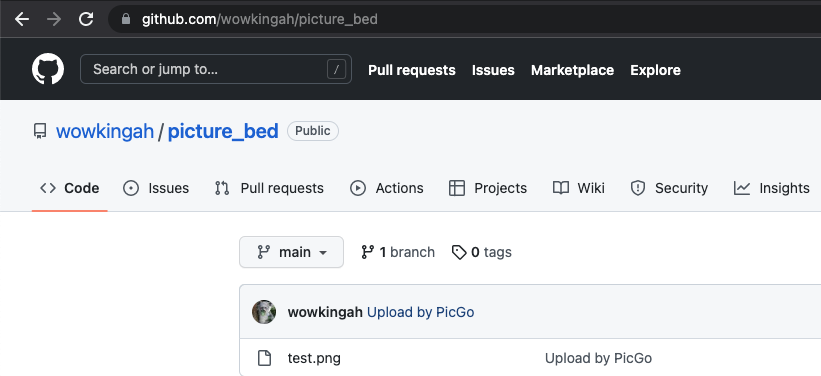 github.com/wowkingah/picture_bed
Search or jump to... / Pull requests Issues Marketplace Explore
wowkingah / picture_bed Public
Code Issues Pull requests Actions Projects Wiki Security Insights
main 1 branch 0 tags
wowkingah Upload by PicGo
test.png Upload by PicGo